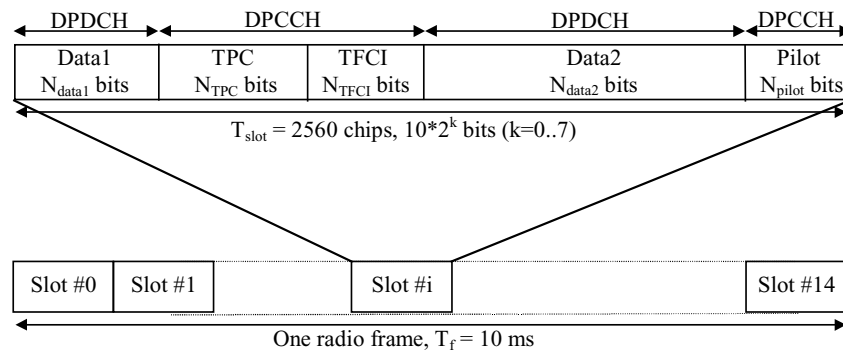 DPDCH DPCCH DPDCH DPCCH
Data1 TPC TFCI Data2 Pilot
N_data1 bits N_TPC bits N_TFCI bits N_data2 bits N_pilot bits
T_slot = 2560 chips, 10*2^k bits (k=0..7)
Slot #0 Slot #1 Slot #i Slot #14
One radio frame, T_f = 10 ms